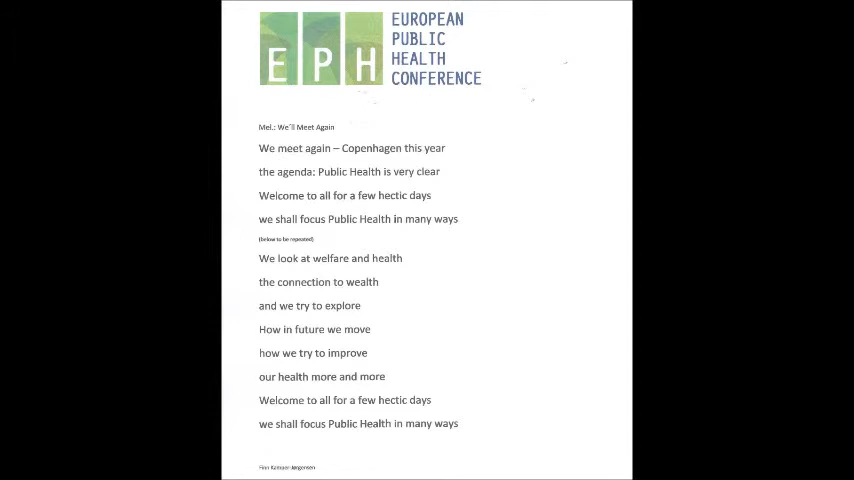 EPH
EUROPEAN
PUBLIC
HEALTH
CONFERENCE
Mel.: We´ll Meet Again
We meet again – Copenhagen this year
the agenda: Public Health is very clear
Welcome to all for a few hectic days
we shall focus Public Health in many ways
(below to be repeated)
We look at welfare and health
the connection to wealth
and we try to explore
How in future we move
how we try to improve
our health more and more
Welcome to all for a few hectic days
we shall focus Public Health in many ways
Finn Kamper-Jørgensen